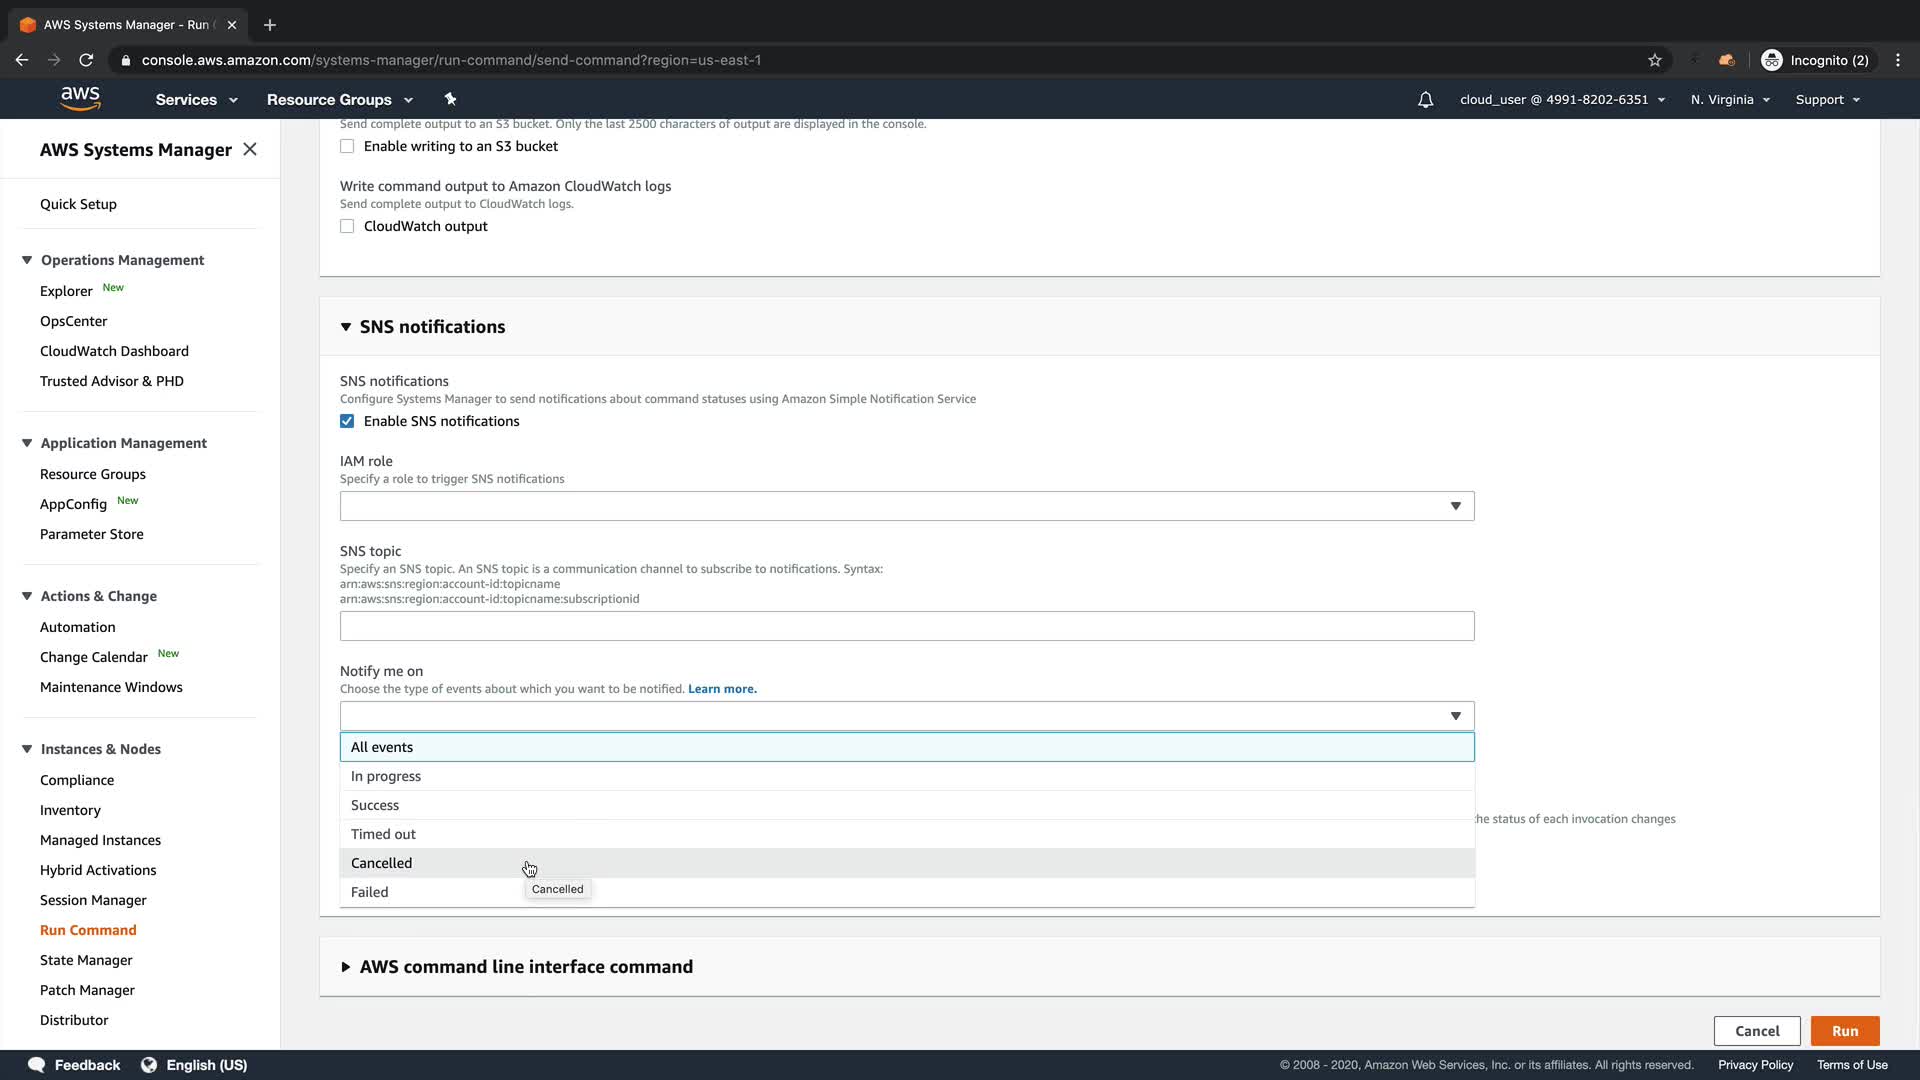 AWS Systems Manager - Run
console.aws.amazon.com/systems-manager/run-command/send-command?region=us-east-1
Incognito (2)
aws
Services
Resource Groups
cloud_user @ 4991-8202-6351
N. Virginia
Support
AWS Systems Manager
Quick Setup
Operations Management
Explorer New
OpsCenter
CloudWatch Dashboard
Trusted Advisor & PHD
Application Management
Resource Groups
AppConfig New
Parameter Store
Actions & Change
Automation
Change Calendar New
Maintenance Windows
Instances & Nodes
Compliance
Inventory
Managed Instances
Hybrid Activations
Session Manager
Run Command
State Manager
Patch Manager
Distributor
Send complete output to an S3 bucket. Only the last 2500 characters of output are displayed in the console.
Enable writing to an S3 bucket
Write command output to Amazon CloudWatch logs
Send complete output to CloudWatch logs.
CloudWatch output
SNS notifications
SNS notifications
Configure Systems Manager to send notifications about command statuses using Amazon Simple Notification Service
Enable SNS notifications
IAM role
Specify a role to trigger SNS notifications
SNS topic
Specify an SNS topic. An SNS topic is a communication channel to subscribe to notifications. Syntax:
arn:aws:sns:region:account-id:topicname
arn:aws:sns:region:account-id:topicname:subscriptionid
Notify me on
Choose the type of events about which you want to be notified. Learn more.
All events
In progress
Success
the status of each invocation changes
Timed out
Cancelled
Cancelled
Failed
AWS command line interface command
Cancel
Run
Feedback
English (US)
© 2008 - 2020, Amazon Web Services, Inc. or its affiliates. All rights reserved.
Privacy Policy
Terms of Use